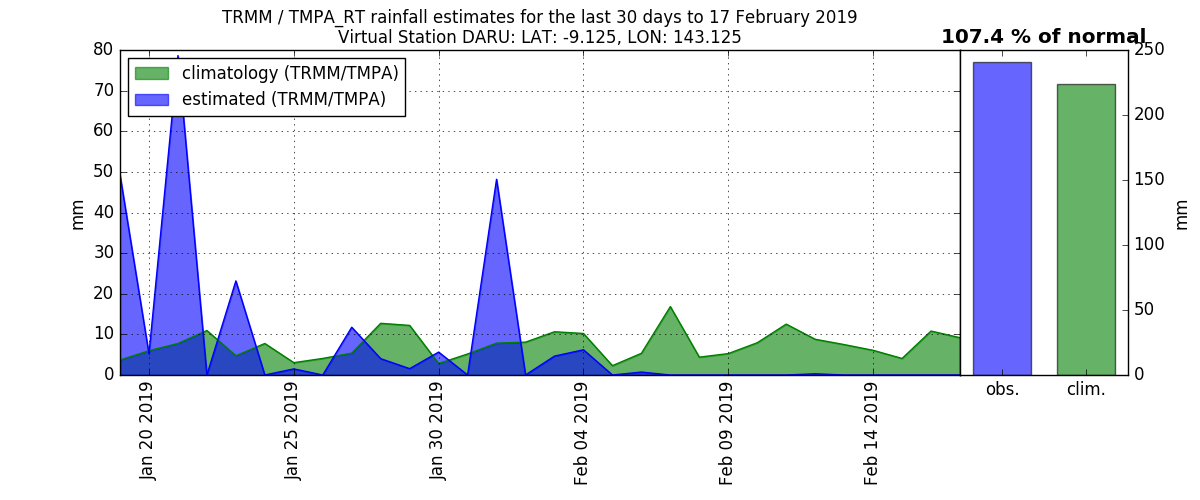 TRMM / TMPA_RT rainfall estimates for the last 30 days to 17 February 2019
Virtual Station DARU: LAT: -9.125, LON: 143.125
107.4 % of normal
climatology (TRMM/TMPA)
estimated (TRMM/TMPA)
80
70
60
50
40
30
20
10
0
mm
Jan 20 2019
Jan 25 2019
Jan 30 2019
Feb 04 2019
Feb 09 2019
Feb 14 2019
obs.
clim.
250
200
150
100
50
0
mm